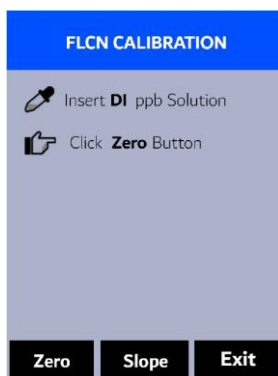 FLCN CALIBRATION
Insert DI ppb Solution
Click Zero Button
Zero Slope Exit